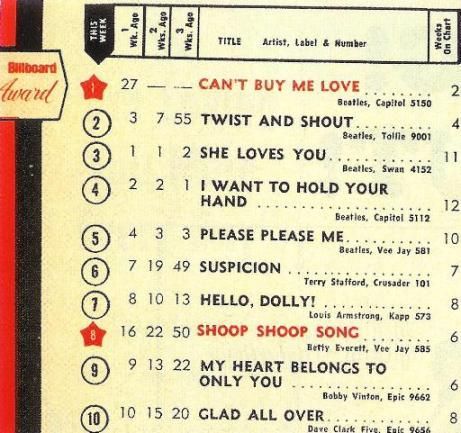 Billboard
Award
THIS WEEK
1 Wk. Ago
2 Wks. Ago
3 Wks. Ago
TITLE Artist, Label & Number
Weeks On Chart
1 27 — — CAN'T BUY ME LOVE 2
Beatles, Capitol 5150
2 3 7 55 TWIST AND SHOUT 4
Beatles, Tollie 9001
3 1 1 2 SHE LOVES YOU 11
Beatles, Swan 4152
4 2 2 1 I WANT TO HOLD YOUR
HAND 12
Beatles, Capitol 5112
5 4 3 3 PLEASE PLEASE ME 10
Beatles, Vee Jay 581
6 7 19 49 SUSPICION 7
Terry Stafford, Crusader 101
7 8 10 13 HELLO, DOLLY! 8
Louis Armstrong, Kapp 573
8 16 22 50 SHOOP SHOOP SONG 6
Betty Everett, Vee Jay 585
9 9 13 22 MY HEART BELONGS TO
ONLY YOU 6
Bobby Vinton, Epic 9662
10 10 15 20 GLAD ALL OVER 8
Dave Clark Five, Epic 9656